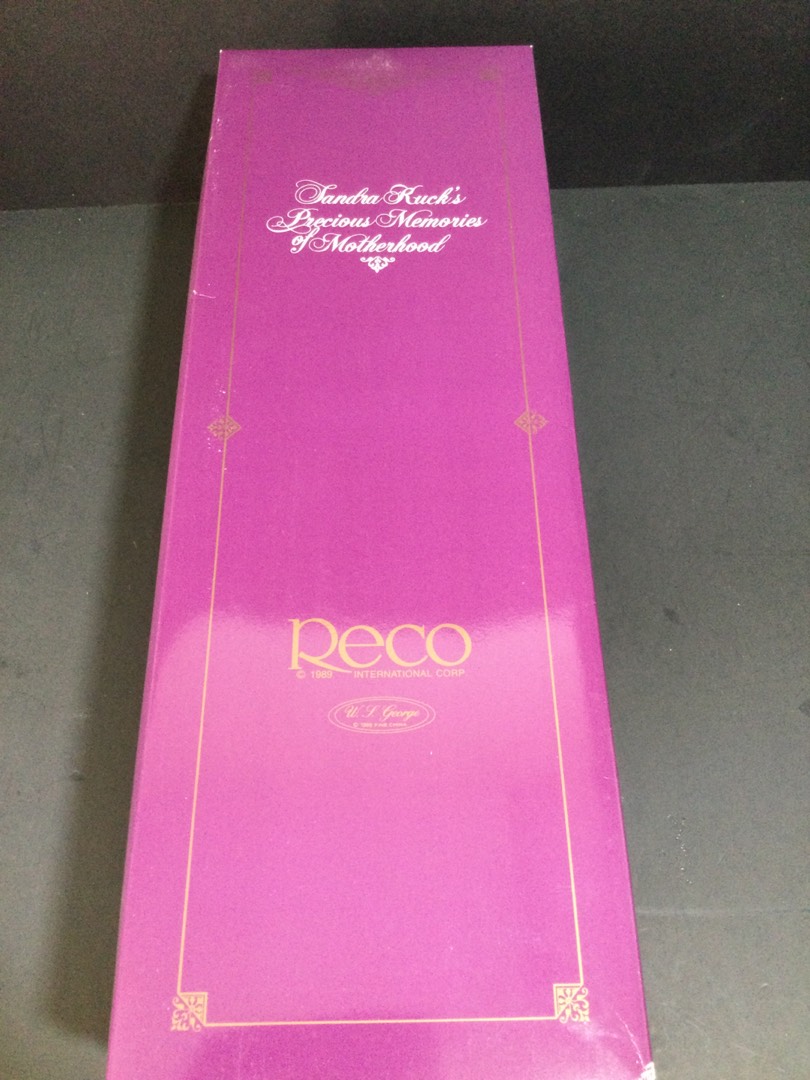 Sandra Kuck's
Precious Memories
of Motherhood
Reco
© 1989 INTERNATIONAL CORP.
W. L. George